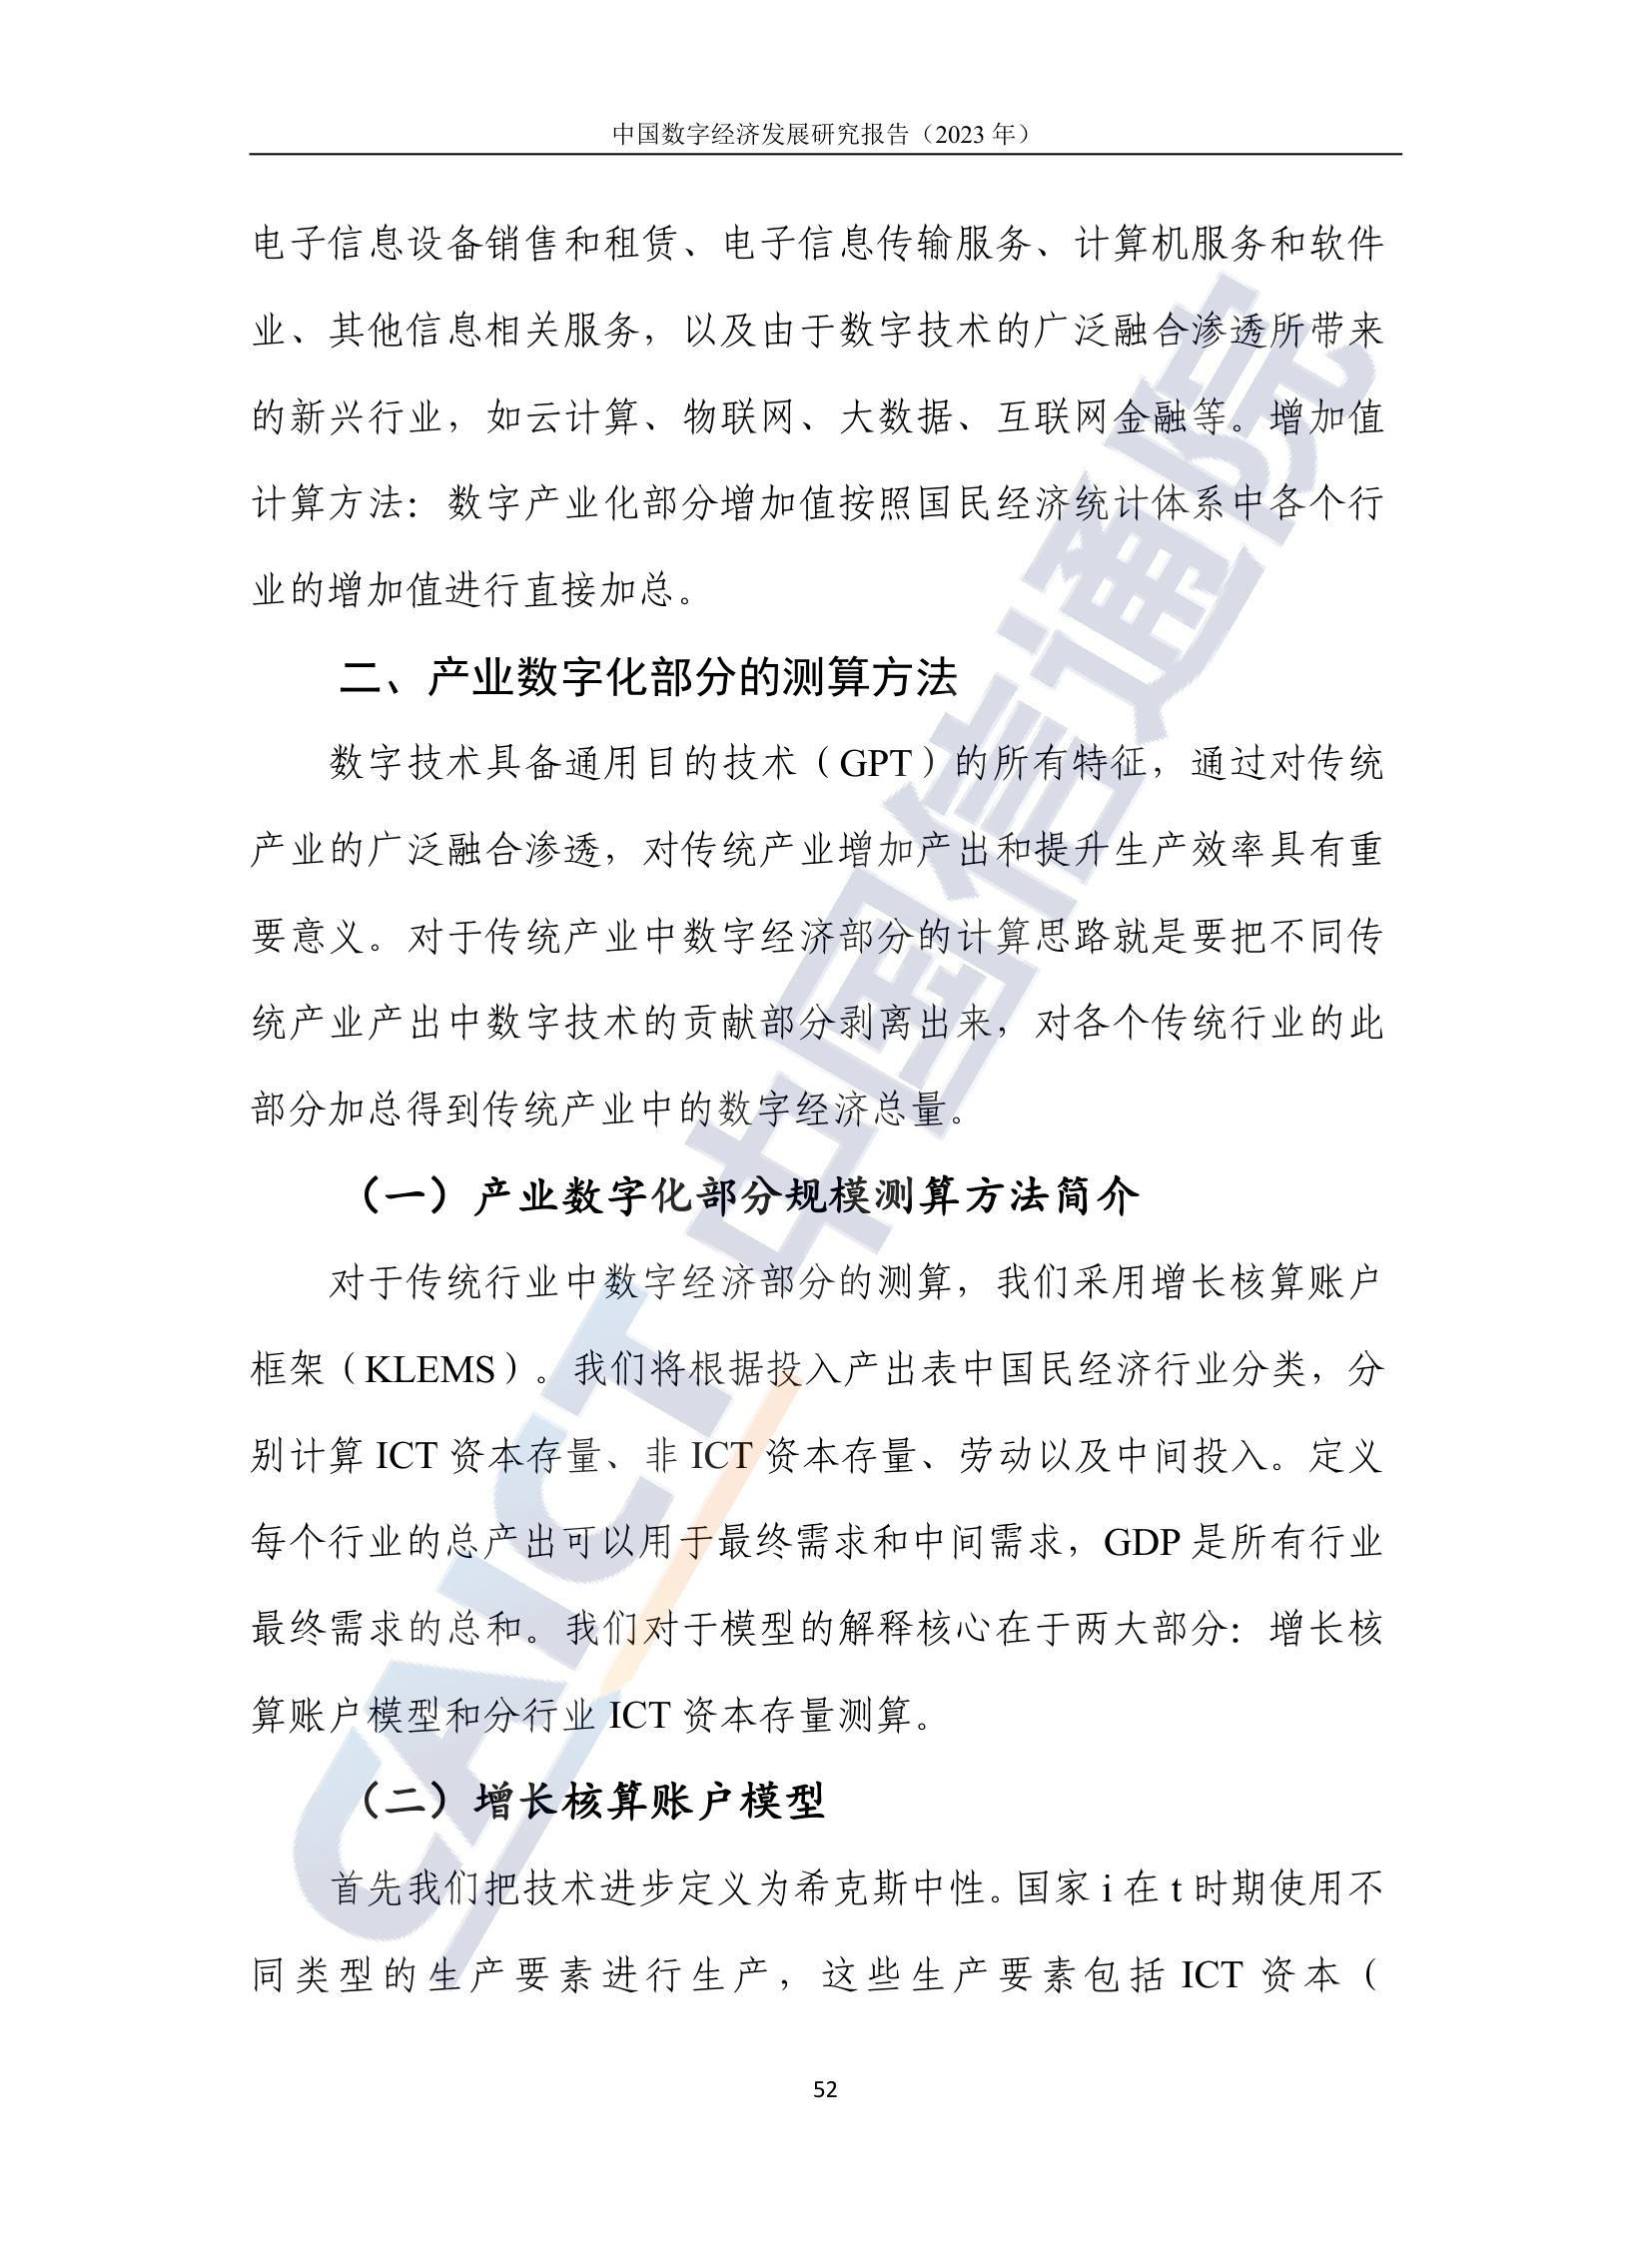 中国数字经济发展研究报告（2023 年）
电子信息设备销售和租赁、电子信息传输服务、计算机服务和软件
业、其他信息相关服务，以及由于数字技术的广泛融合渗透所带来
的新兴行业，如云计算、物联网、大数据、互联网金融等。增加值
计算方法：数字产业化部分增加值按照国民经济统计体系中各个行
业的增加值进行直接加总。
二、产业数字化部分的测算方法
数字技术具备通用目的技术（GPT）的所有特征，通过对传统
产业的广泛融合渗透，对传统产业增加产出和提升生产效率具有重
要意义。对于传统产业中数字经济部分的计算思路就是要把不同传
统产业产出中数字技术的贡献部分剥离出来，对各个传统行业的此
部分加总得到传统产业中的数字经济总量。
（一）产业数字化部分规模测算方法简介
对于传统行业中数字经济部分的测算，我们采用增长核算账户
框架（KLEMS）。我们将根据投入产出表中国民经济行业分类，分
别计算 ICT 资本存量、非 ICT 资本存量、劳动以及中间投入。定义
每个行业的总产出可以用于最终需求和中间需求，GDP 是所有行业
最终需求的总和。我们对于模型的解释核心在于两大部分：增长核
算账户模型和分行业 ICT 资本存量测算。
（二）增长核算账户模型
首先我们把技术进步定义为希克斯中性。国家 i 在 t 时期使用不
同类型的生产要素进行生产，这些生产要素包括 ICT 资本（
52
CAICT 中国信通院